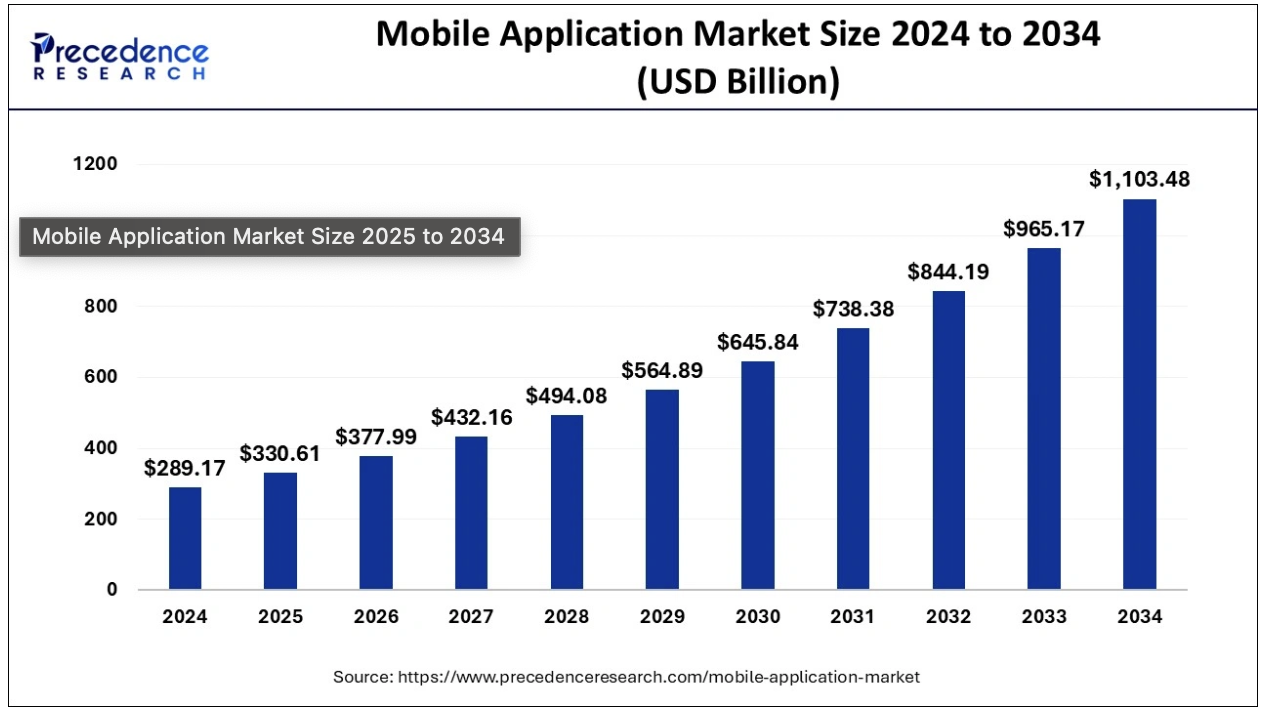 Precedence
RESEARCH
Mobile Application Market Size 2024 to 2034
(USD Billion)
1200
Mobile Application Market Size 2025 to 2034
800
600
400
200
0
$289.17
$330.61
$377.99
$432.16
$494.08
$564.89
$645.84
$738.38
$844.19
$965.17
$1,103.48
2024 2025 2026 2027 2028 2029 2030 2031 2032 2033 2034
Source: https://www.precedenceresearch.com/mobile-application-market